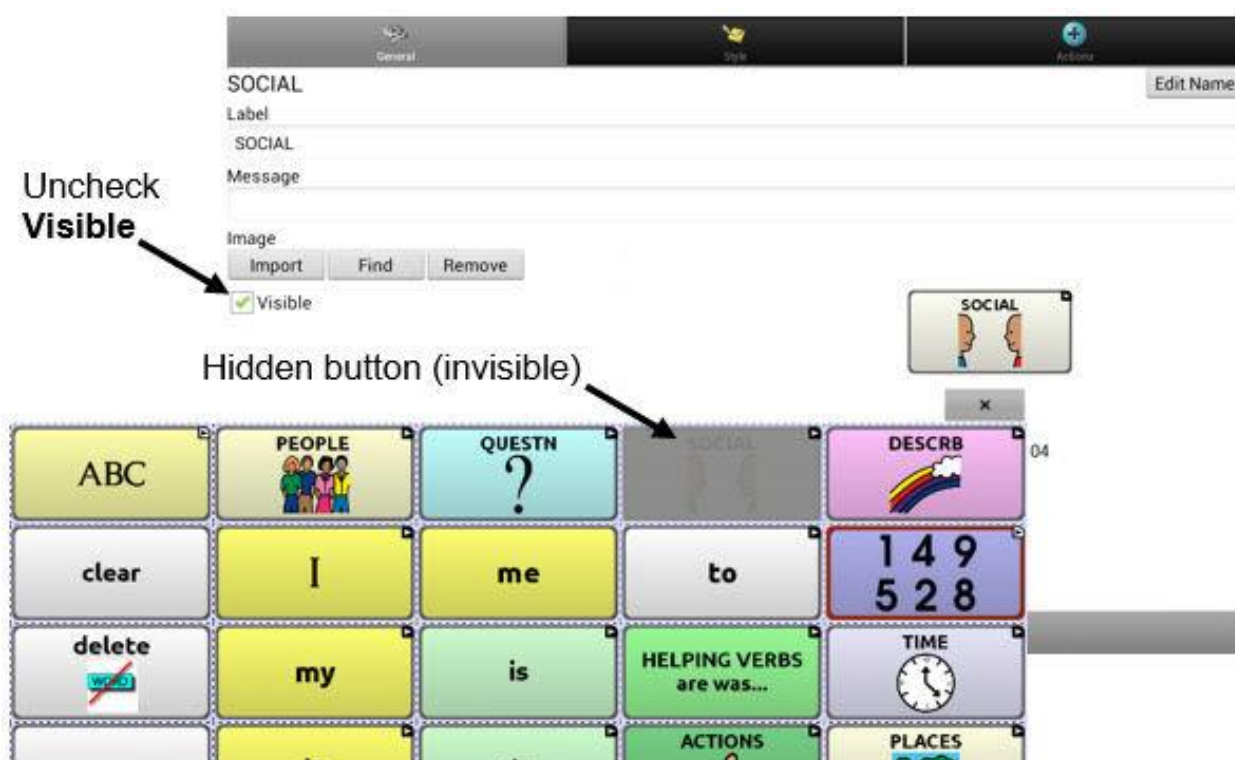 General
Style
Actions
SOCIAL
Edit Name
Label
SOCIAL
Message
Uncheck
Visible
Image
Import Find Remove
Visible
SOCIAL
Hidden button (invisible)
×
ABC
PEOPLE
QUESTN
?
SOCIAL
DESCRB
04
clear
I
me
to
1 4 9
5 2 8
delete
WORD
my
is
HELPING VERBS
are was...
TIME
ACTIONS
PLACES